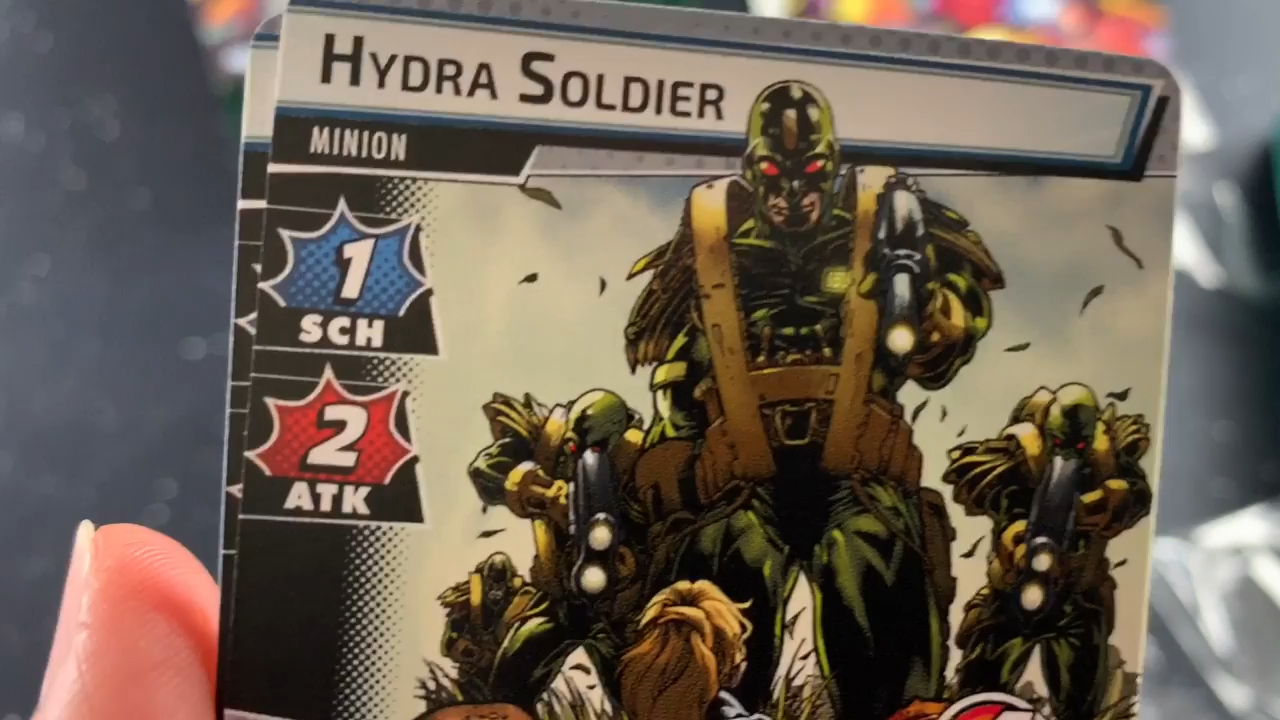 HYDRA SOLDIER
MINION
1
SCH
2
ATK